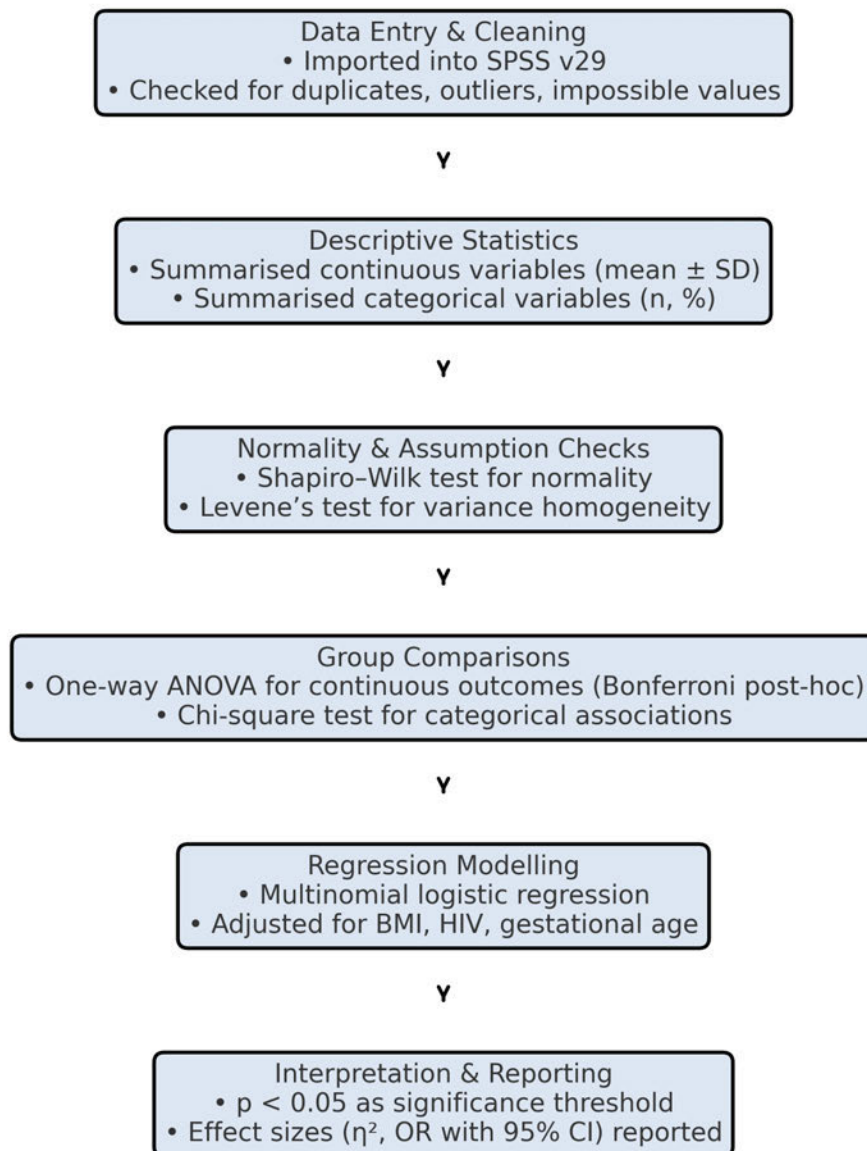 Data Entry & Cleaning
• Imported into SPSS v29
• Checked for duplicates, outliers, impossible values
Descriptive Statistics
• Summarised continuous variables (mean ± SD)
• Summarised categorical variables (n, %)
Normality & Assumption Checks
• Shapiro–Wilk test for normality
• Levene’s test for variance homogeneity
Group Comparisons
• One-way ANOVA for continuous outcomes (Bonferroni post-hoc)
• Chi-square test for categorical associations
Regression Modelling
• Multinomial logistic regression
• Adjusted for BMI, HIV, gestational age
Interpretation & Reporting
• p < 0.05 as significance threshold
• Effect sizes (η², OR with 95% CI) reported